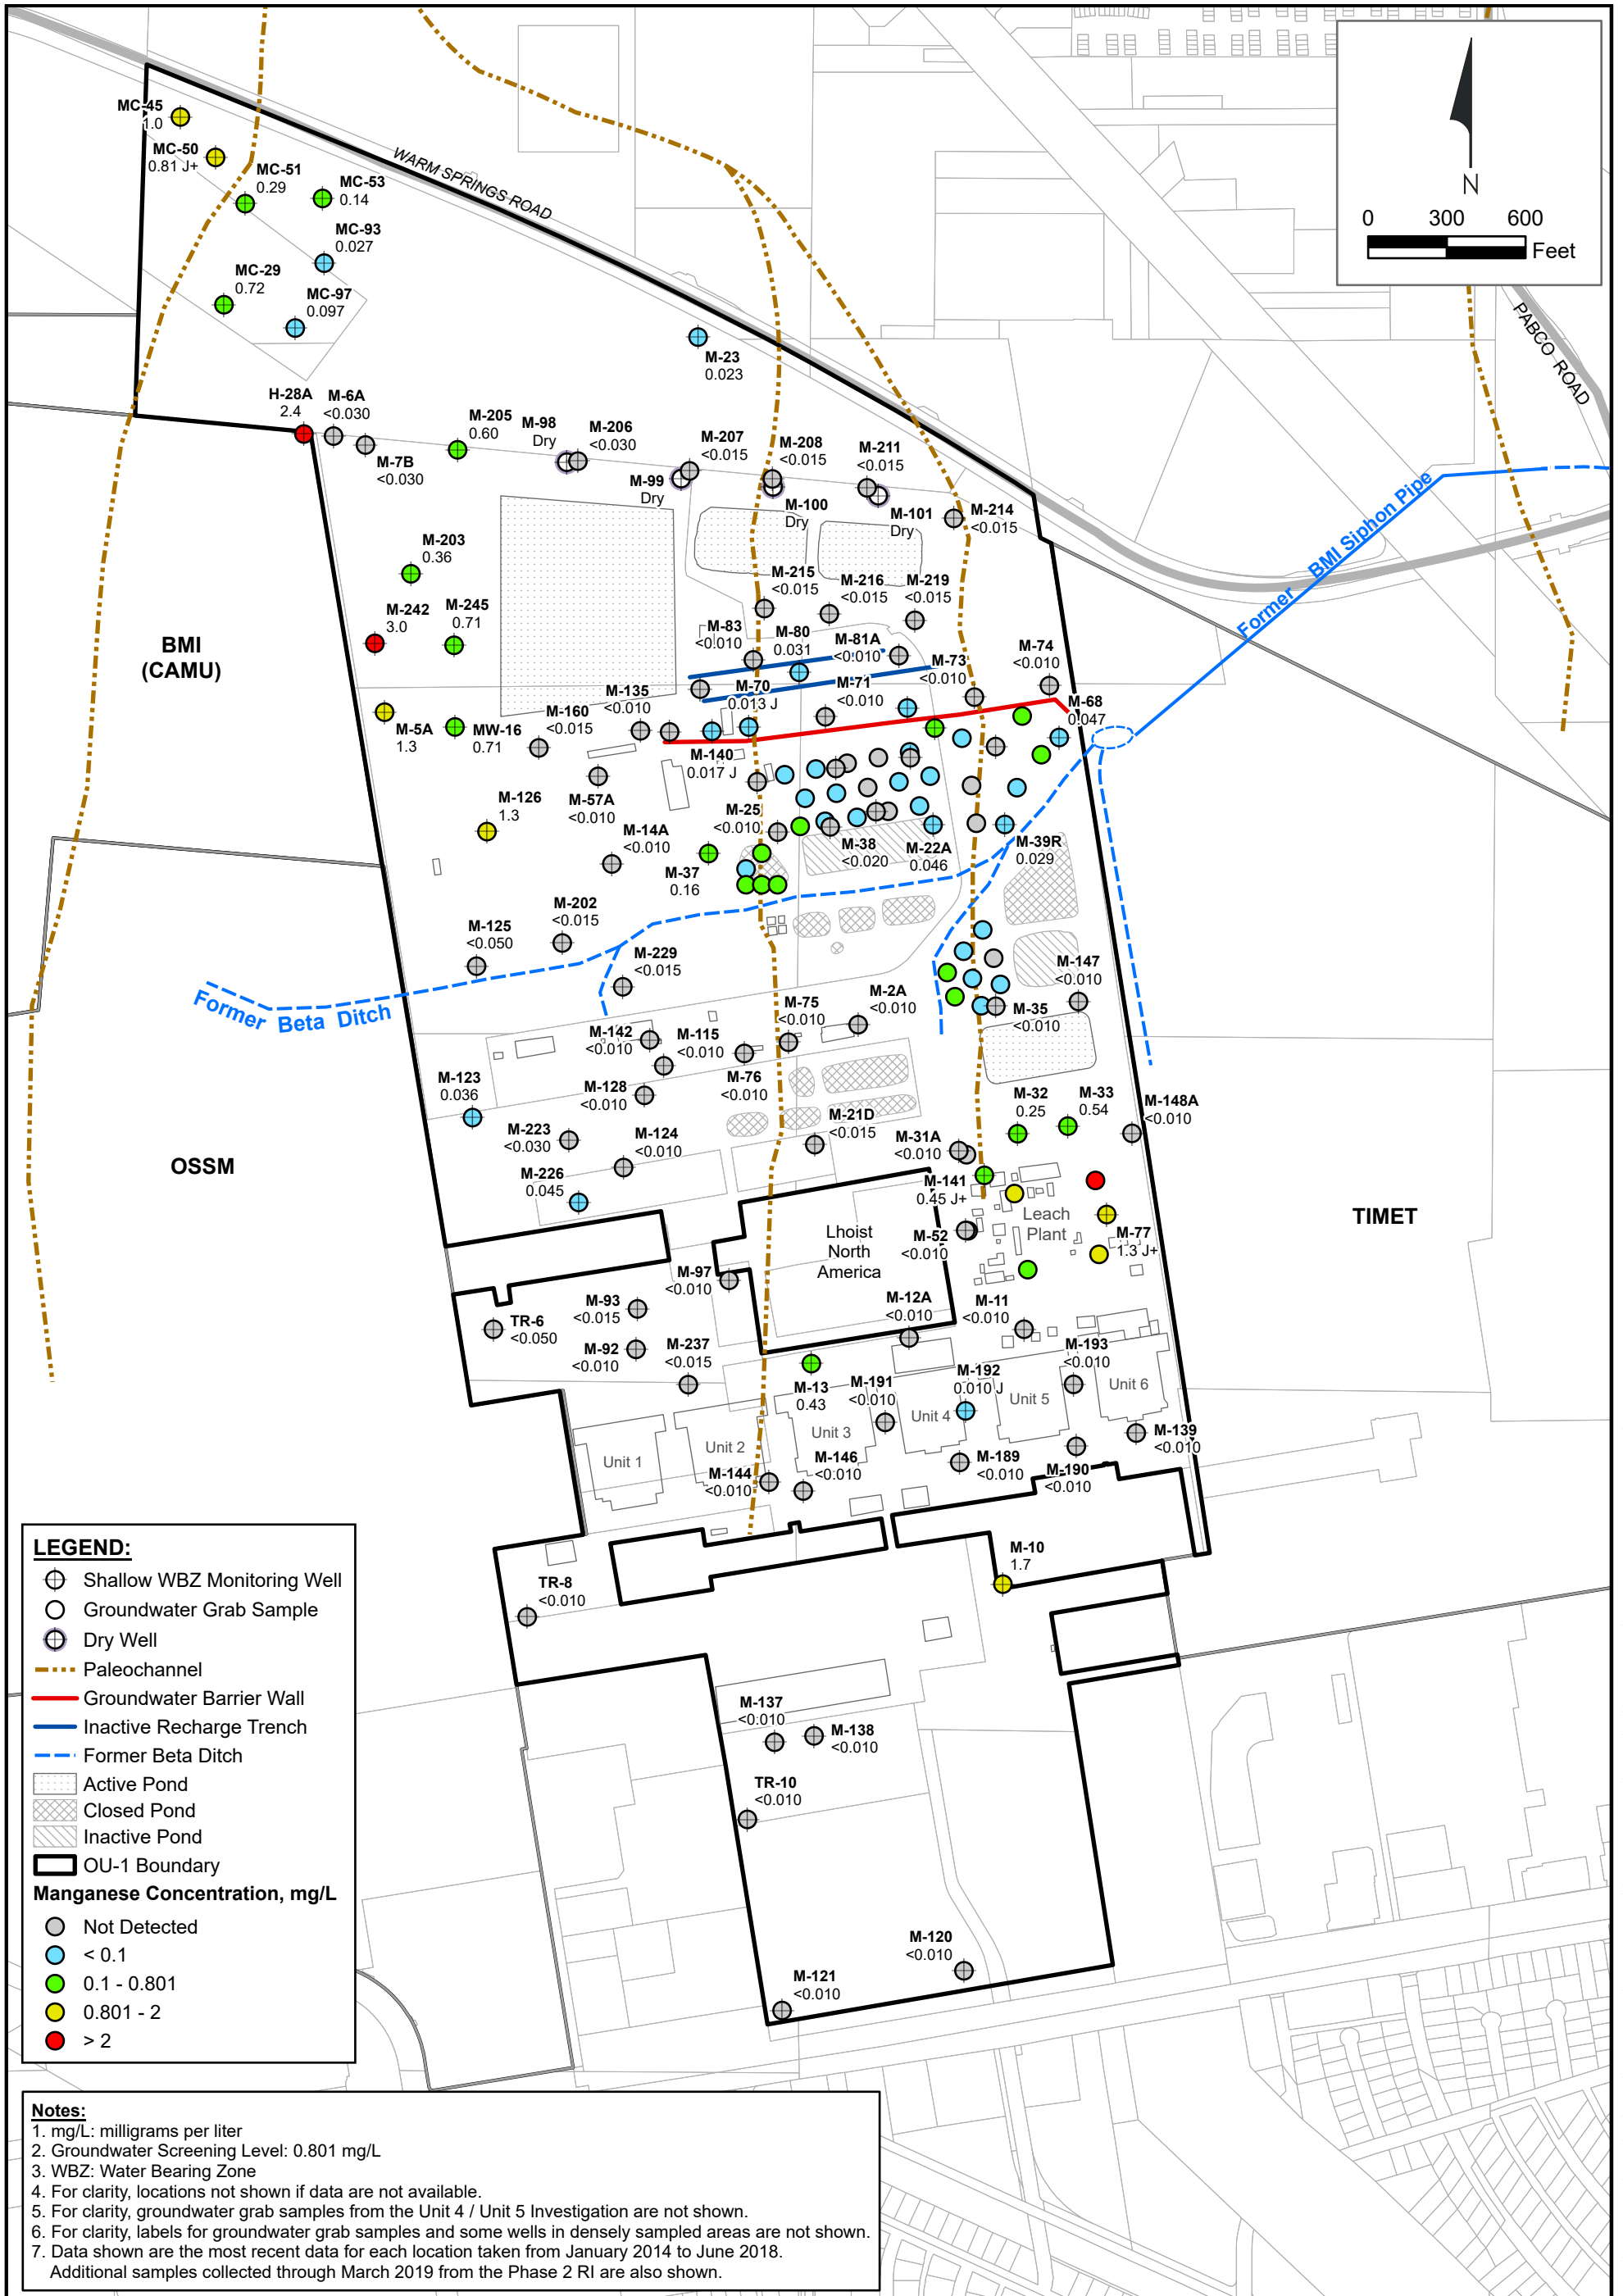 MC-45
1.0
MC-50
0.81 J+
MC-51
0.29
MC-53
0.14
MC-93
0.027
MC-29
0.72
MC-97
0.097
WARM SPRINGS ROAD
N
0 300 600
Feet
PABCO ROAD
M-23
0.023
H-28A
2.4
M-6A
<0.030
M-7B
<0.030
M-205
0.60
M-98
Dry
M-206
<0.030
M-207
<0.015
M-99
Dry
M-208
<0.015
M-100
Dry
M-211
<0.015
M-101
Dry
M-214
<0.015
Former BMI Siphon Pipe
M-203
0.36
M-242
3.0
M-245
0.71
M-215
<0.015
M-216
<0.015
M-219
<0.015
BMI
(CAMU)
M-83
<0.010
M-80
0.031
M-81A
<0.010
M-73
<0.010
M-74
<0.010
M-135
<0.010
M-70
0.013 J
M-71
<0.010
M-68
0.047
M-5A
1.3
MW-16
0.71
M-160
<0.015
M-140
0.017 J
M-57A
<0.010
M-126
1.3
M-25
<0.010
M-14A
<0.010
M-38
<0.020
M-22A
0.046
M-39R
0.029
M-37
0.16
M-202
<0.015
M-125
<0.050
M-229
<0.015
M-147
<0.010
Former Beta Ditch
M-75
<0.010
M-2A
<0.010
M-35
<0.010
M-142
<0.010
M-115
<0.010
M-76
<0.010
M-123
0.036
M-128
<0.010
M-32
0.25
M-33
0.54
M-148A
<0.010
M-223
<0.030
M-124
<0.010
M-21D
<0.015
M-31A
<0.010
OSSM
M-226
0.045
M-141
0.45 J+
Leach
Plant
TIMET
Lhoist
North
America
M-52
<0.010
M-77
1.3 J+
M-97
<0.010
M-93
<0.015
M-12A
<0.010
M-11
<0.010
TR-6
<0.050
M-92
<0.010
M-237
<0.015
M-193
<0.010
M-13
0.43
M-191
<0.010
M-192
0.010 J
Unit 1
Unit 2
Unit 3
Unit 4
Unit 5
Unit 6
M-139
<0.010
M-144
<0.010
M-146
<0.010
M-189
<0.010
M-190
<0.010
M-10
1.7
TR-8
<0.010
M-137
<0.010
M-138
<0.010
TR-10
<0.010
M-120
<0.010
M-121
<0.010
LEGEND:
Shallow WBZ Monitoring Well
Groundwater Grab Sample
Dry Well
Paleochannel
Groundwater Barrier Wall
Inactive Recharge Trench
Former Beta Ditch
Active Pond
Closed Pond
Inactive Pond
OU-1 Boundary
Manganese Concentration, mg/L
Not Detected
< 0.1
0.1 - 0.801
0.801 - 2
> 2
Notes:
1. mg/L: milligrams per liter
2. Groundwater Screening Level: 0.801 mg/L
3. WBZ: Water Bearing Zone
4. For clarity, locations not shown if data are not available.
5. For clarity, groundwater grab samples from the Unit 4 / Unit 5 Investigation are not shown.
6. For clarity, labels for groundwater grab samples and some wells in densely sampled areas are not shown.
7. Data shown are the most recent data for each location taken from January 2014 to June 2018.
Additional samples collected through March 2019 from the Phase 2 RI are also shown.